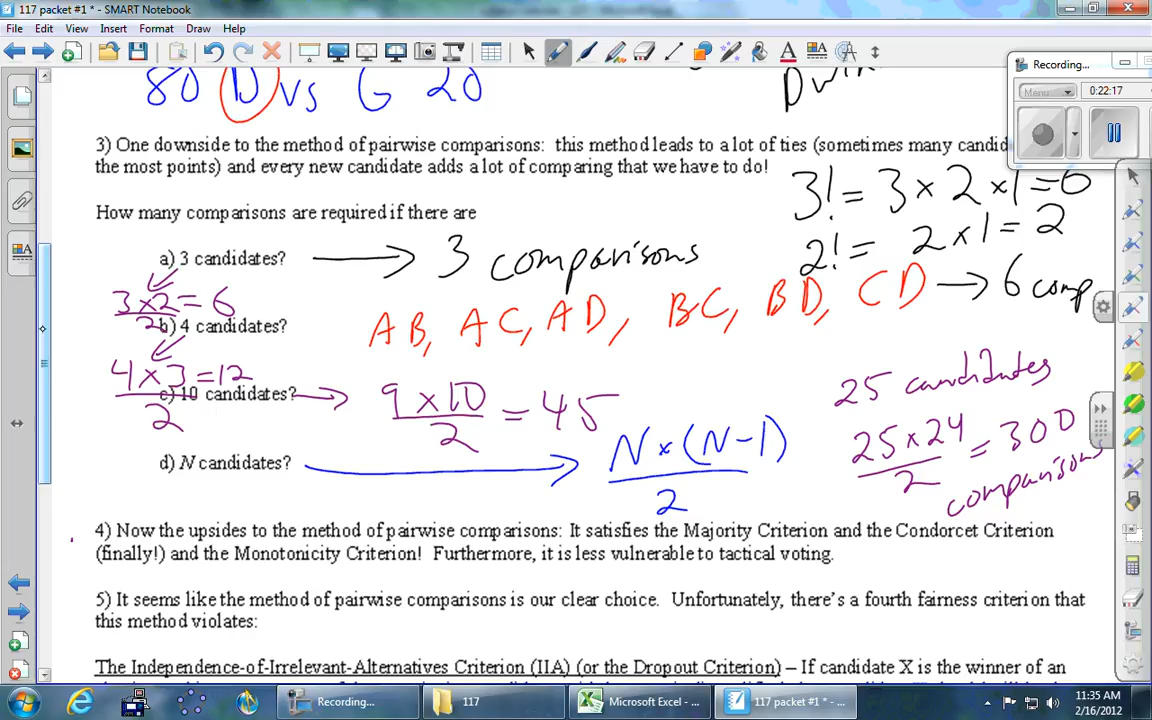 117 packet #1 * - SMART Notebook
File Edit View Insert Format Draw Help
Recording...
Menu 0:22:17
80 D vs G 20
3) One downside to the method of pairwise comparisons: this method leads to a lot of ties (sometimes many candid
the most points) and every new candidate adds a lot of comparing that we have to do!
3! = 3 × 2 × 1 = 6
How many comparisons are required if there are
2! = 2 × 1 = 2
a) 3 candidates? → 3 comparisons
3 × 2 = 6
2
b) 4 candidates? AB, AC, AD, BC, BD, CD → 6 comp
4 × 3 = 12
2
25 candidates
c) 10 candidates? → 9 × 10 = 45
2
25 × 24 = 300
2 comparisons
d) N candidates? → N × (N - 1)
2
4) Now the upsides to the method of pairwise comparisons: It satisfies the Majority Criterion and the Condorcet Criterion
(finally!) and the Monotonicity Criterion! Furthermore, it is less vulnerable to tactical voting.
5) It seems like the method of pairwise comparisons is our clear choice. Unfortunately, there's a fourth fairness criterion that
this method violates:
The Independence-of-Irrelevant-Alternatives Criterion (IIA) (or the Dropout Criterion) – If candidate X is the winner of an
Recording... 117 Microsoft Excel - ... 117 packet #1 * - ... 11:35 AM
2/16/2012